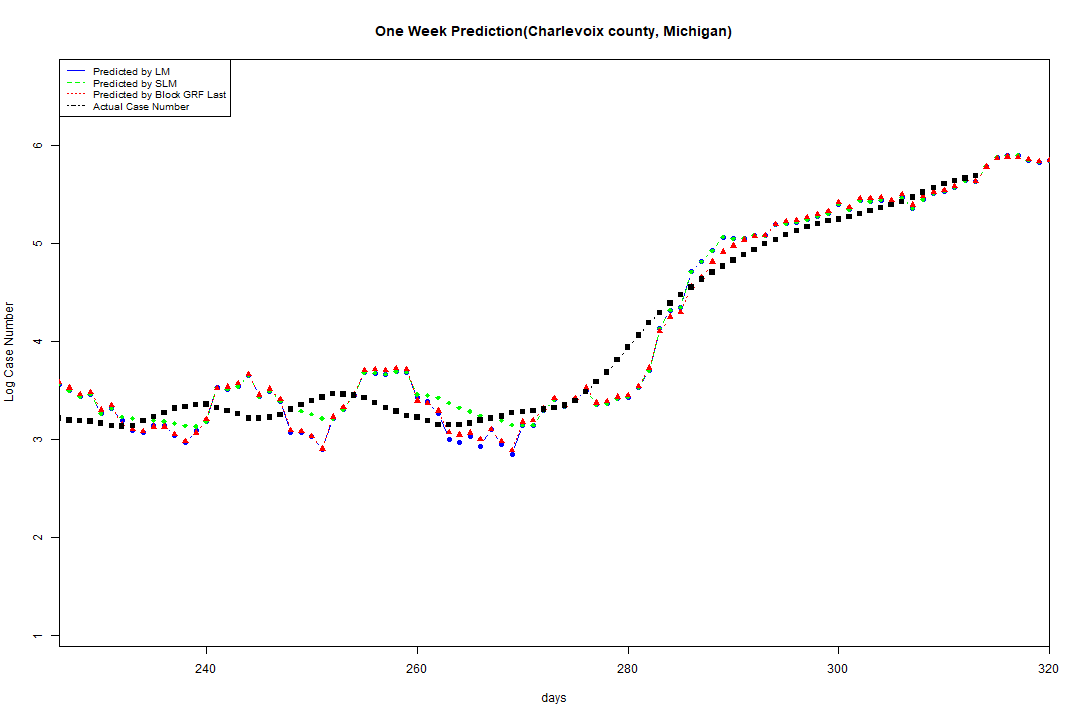 One Week Prediction(Charlevoix county, Michigan)
Predicted by LM
Predicted by SLM
Predicted by Block GRF Last
Actual Case Number
Log Case Number
6
5
4
3
2
1
240 260 280 300 320
days